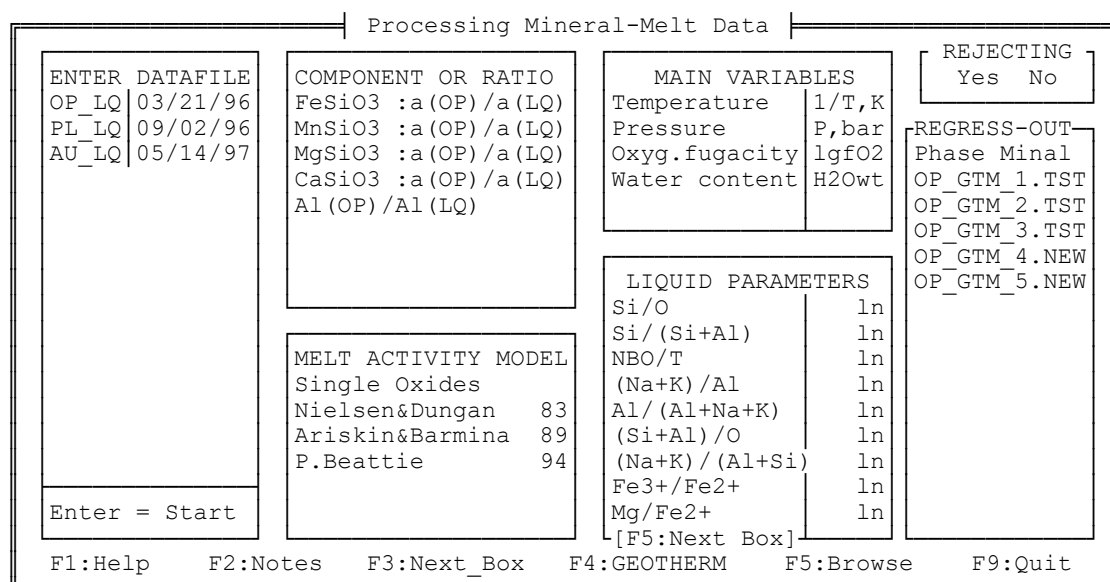 Processing Mineral-Melt Data
ENTER DATAFILE
OP_LQ 03/21/96
PL_LQ 09/02/96
AU_LQ 05/14/97
Enter = Start
COMPONENT OR RATIO
FeSiO3 :a(OP)/a(LQ)
MnSiO3 :a(OP)/a(LQ)
MgSiO3 :a(OP)/a(LQ)
CaSiO3 :a(OP)/a(LQ)
Al(OP)/Al(LQ)
MELT ACTIVITY MODEL
Single Oxides
Nielsen&Dungan 83
Ariskin&Barmina 89
P.Beattie 94
MAIN VARIABLES
Temperature 1/T,K
Pressure P,bar
Oxyg.fugacity lgfO2
Water content H2Owt
LIQUID PARAMETERS
Si/O ln
Si/(Si+Al) ln
NBO/T ln
(Na+K)/Al ln
Al/(Al+Na+K) ln
(Si+Al)/O ln
(Na+K)/(Al+Si) ln
Fe3+/Fe2+ ln
Mg/Fe2+ ln
[F5:Next Box]
REJECTING
Yes No
REGRESS-OUT
Phase Minal
OP_GTM_1.TST
OP_GTM_2.TST
OP_GTM_3.TST
OP_GTM_4.NEW
OP_GTM_5.NEW
F1:Help F2:Notes F3:Next_Box F4:GEOTHERM F5:Browse F9:Quit